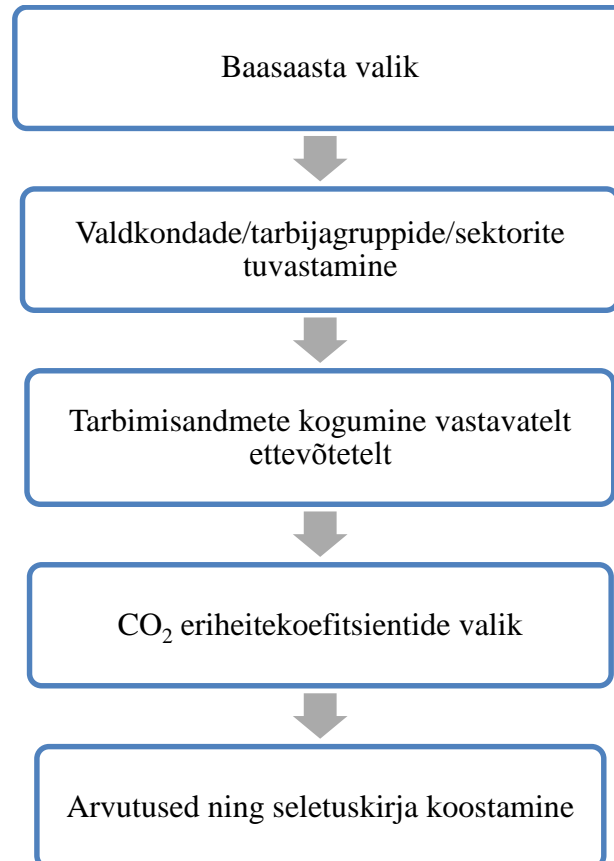 Baasaasta valik
Valdkondade/tarbijagruppide/sektorite
tuvastamine
Tarbimisandmete kogumine vastavatelt
ettevõtetelt
CO₂ eriheitekoefitsientide valik
Arvutused ning seletuskirja koostamine